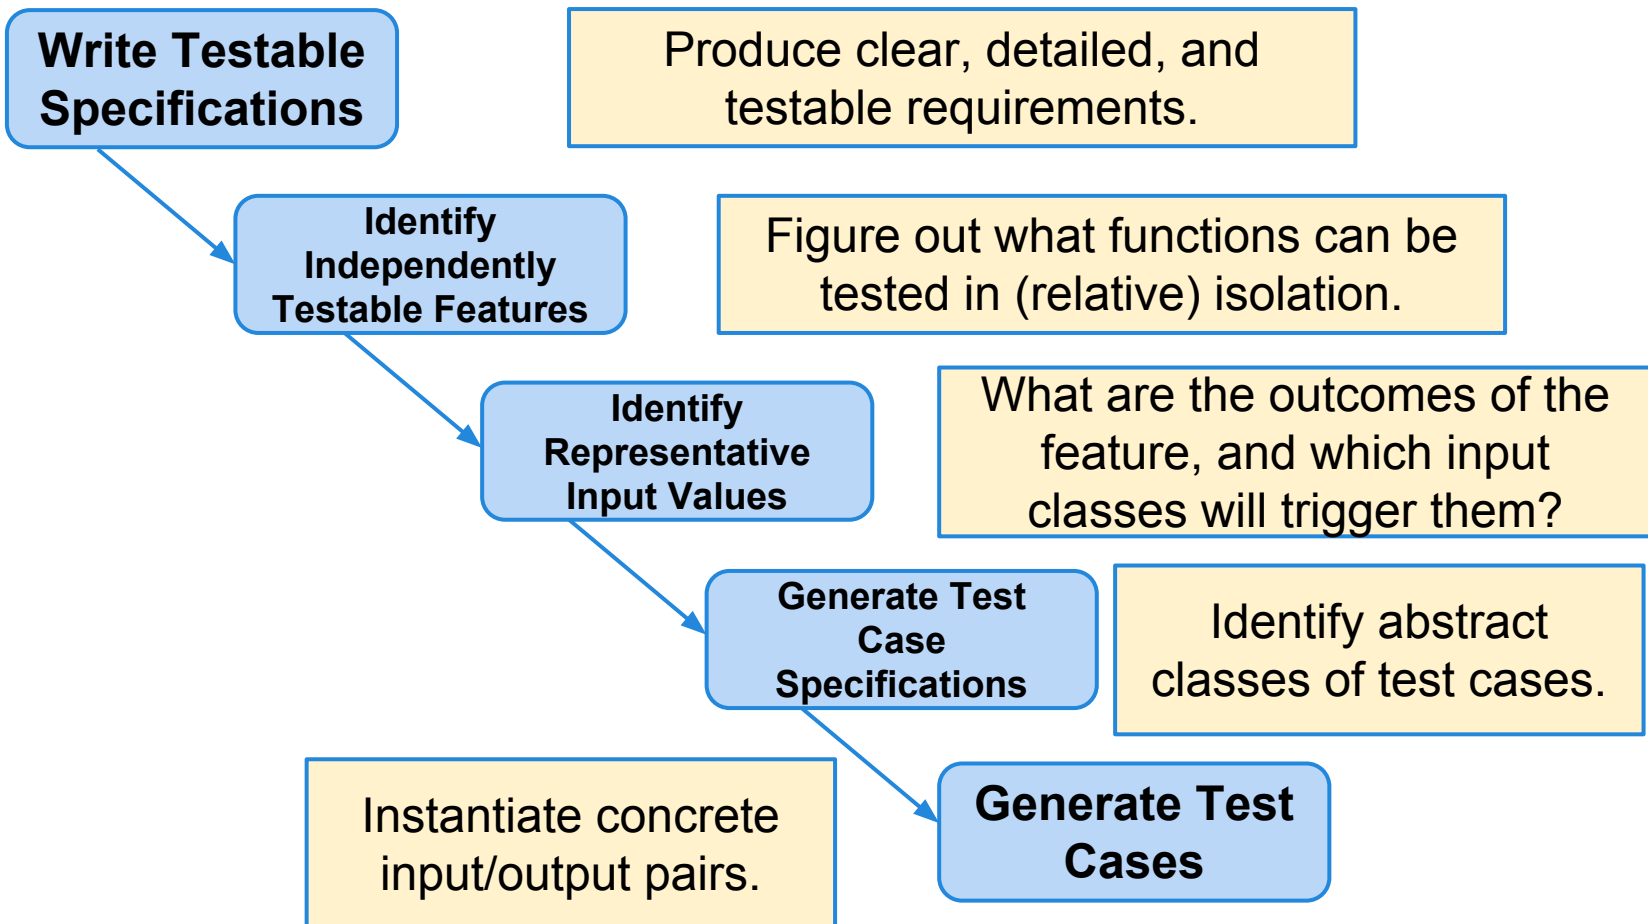 Write Testable
Specifications
Produce clear, detailed, and
testable requirements.
Identify
Independently
Testable Features
Figure out what functions can be
tested in (relative) isolation.
Identify
Representative
Input Values
What are the outcomes of the
feature, and which input
classes will trigger them?
Generate Test
Case
Specifications
Identify abstract
classes of test cases.
Instantiate concrete
input/output pairs.
Generate Test
Cases